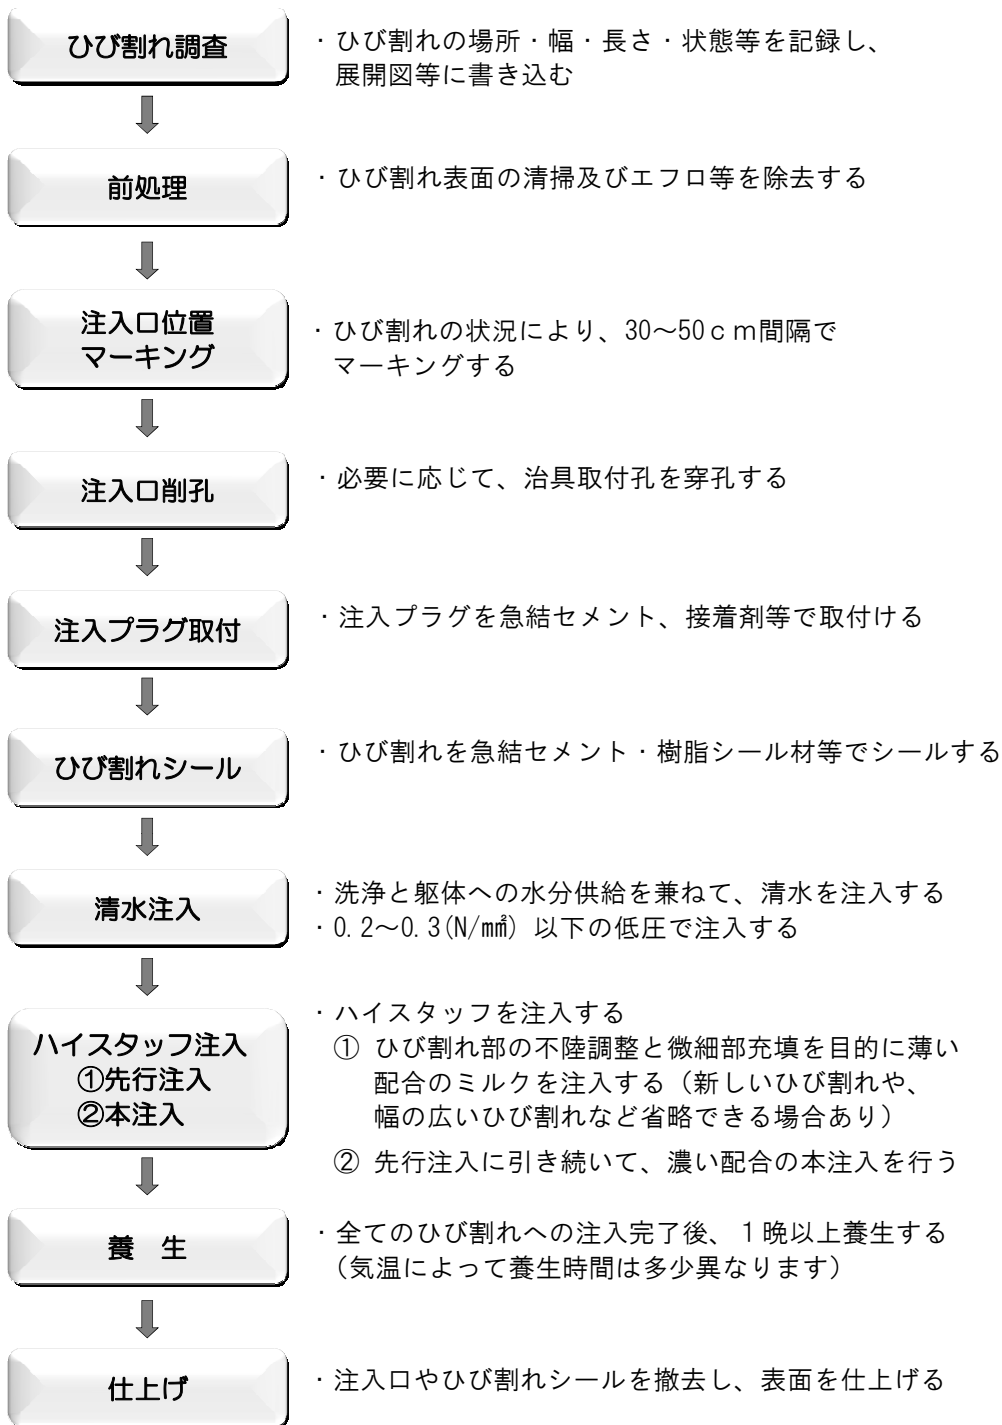 ひび割れ調査
・ひび割れの場所・幅・長さ・状態等を記録し、
展開図等に書き込む
前処理
・ひび割れ表面の清掃及びエフロ等を除去する
注入口位置
マーキング
・ひび割れの状況により、30～50ｃｍ間隔で
マーキングする
注入口削孔
・必要に応じて、治具取付孔を穿孔する
注入プラグ取付
・注入プラグを急結セメント、接着剤等で取付ける
ひび割れシール
・ひび割れを急結セメント・樹脂シール材等でシールする
清水注入
・洗浄と躯体への水分供給を兼ねて、清水を注入する
・0.2～0.3(N/m㎡) 以下の低圧で注入する
ハイスタッフ注入
①先行注入
②本注入
・ハイスタッフを注入する
① ひび割れ部の不陸調整と微細部充填を目的に薄い
配合のミルクを注入する（新しいひび割れや、
幅の広いひび割れなど省略できる場合あり）
② 先行注入に引き続いて、濃い配合の本注入を行う
養　生
・全てのひび割れへの注入完了後、１晩以上養生する
（気温によって養生時間は多少異なります）
仕上げ
・注入口やひび割れシールを撤去し、表面を仕上げる